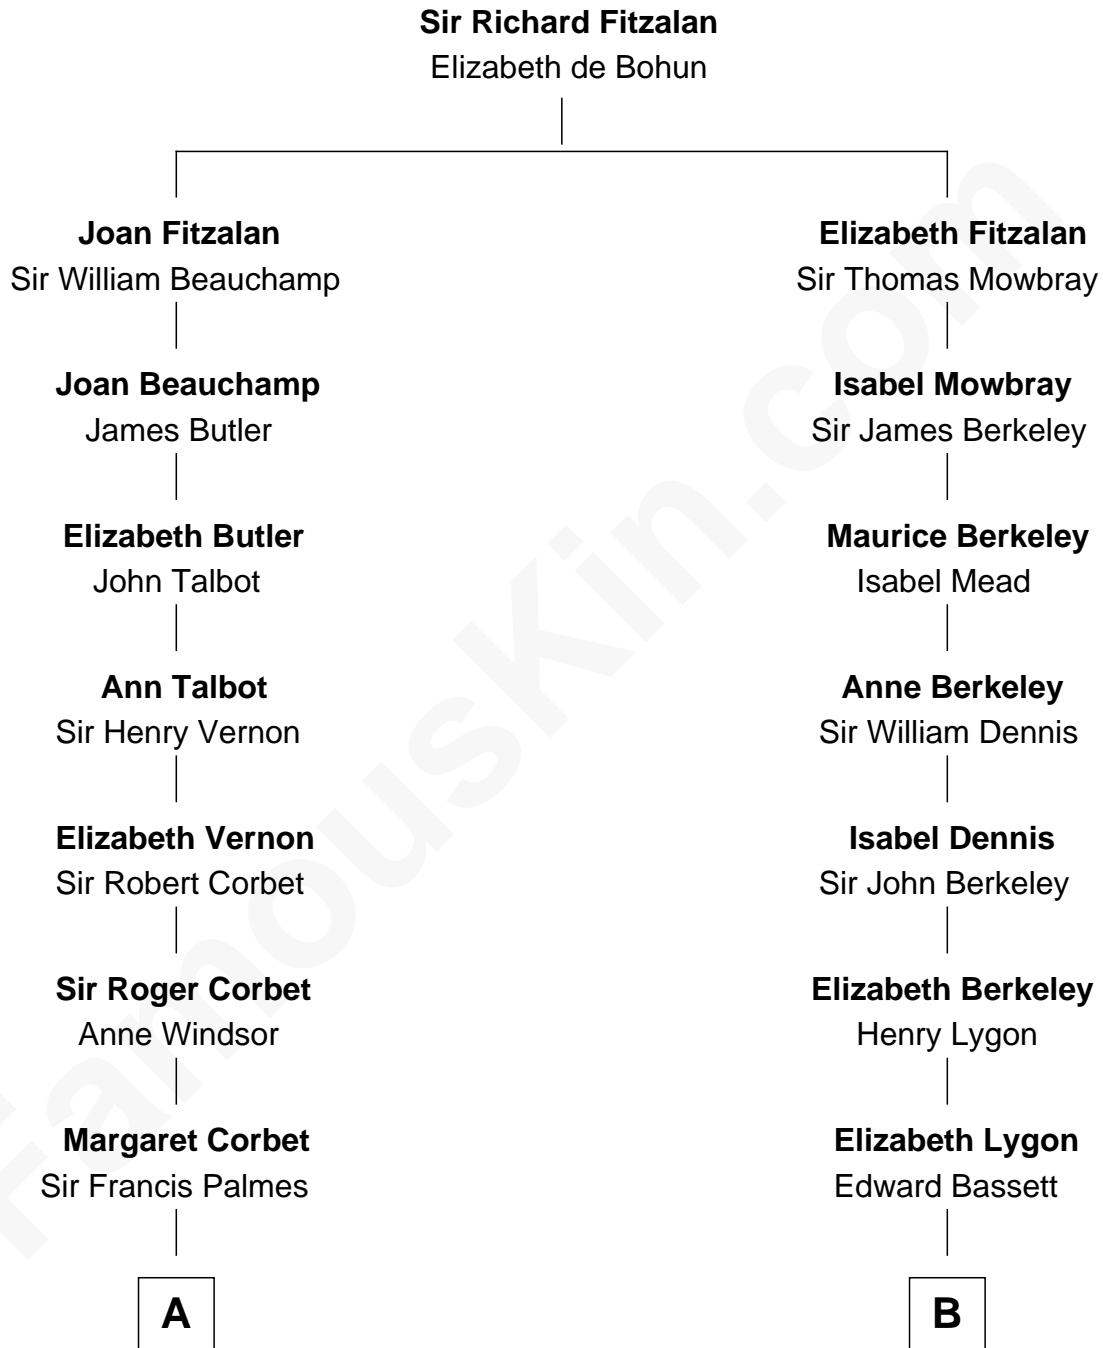 Sir Richard Fitzalan
Elizabeth de Bohun
Joan Fitzalan
Sir William Beauchamp
Elizabeth Fitzalan
Sir Thomas Mowbray
Joan Beauchamp
James Butler
Isabel Mowbray
Sir James Berkeley
Elizabeth Butler
John Talbot
Maurice Berkeley
Isabel Mead
Ann Talbot
Sir Henry Vernon
Anne Berkeley
Sir William Dennis
Elizabeth Vernon
Sir Robert Corbet
Isabel Dennis
Sir John Berkeley
Sir Roger Corbet
Anne Windsor
Elizabeth Berkeley
Henry Lygon
Margaret Corbet
Sir Francis Palmes
Elizabeth Lygon
Edward Bassett
A
B
FamousKin.com